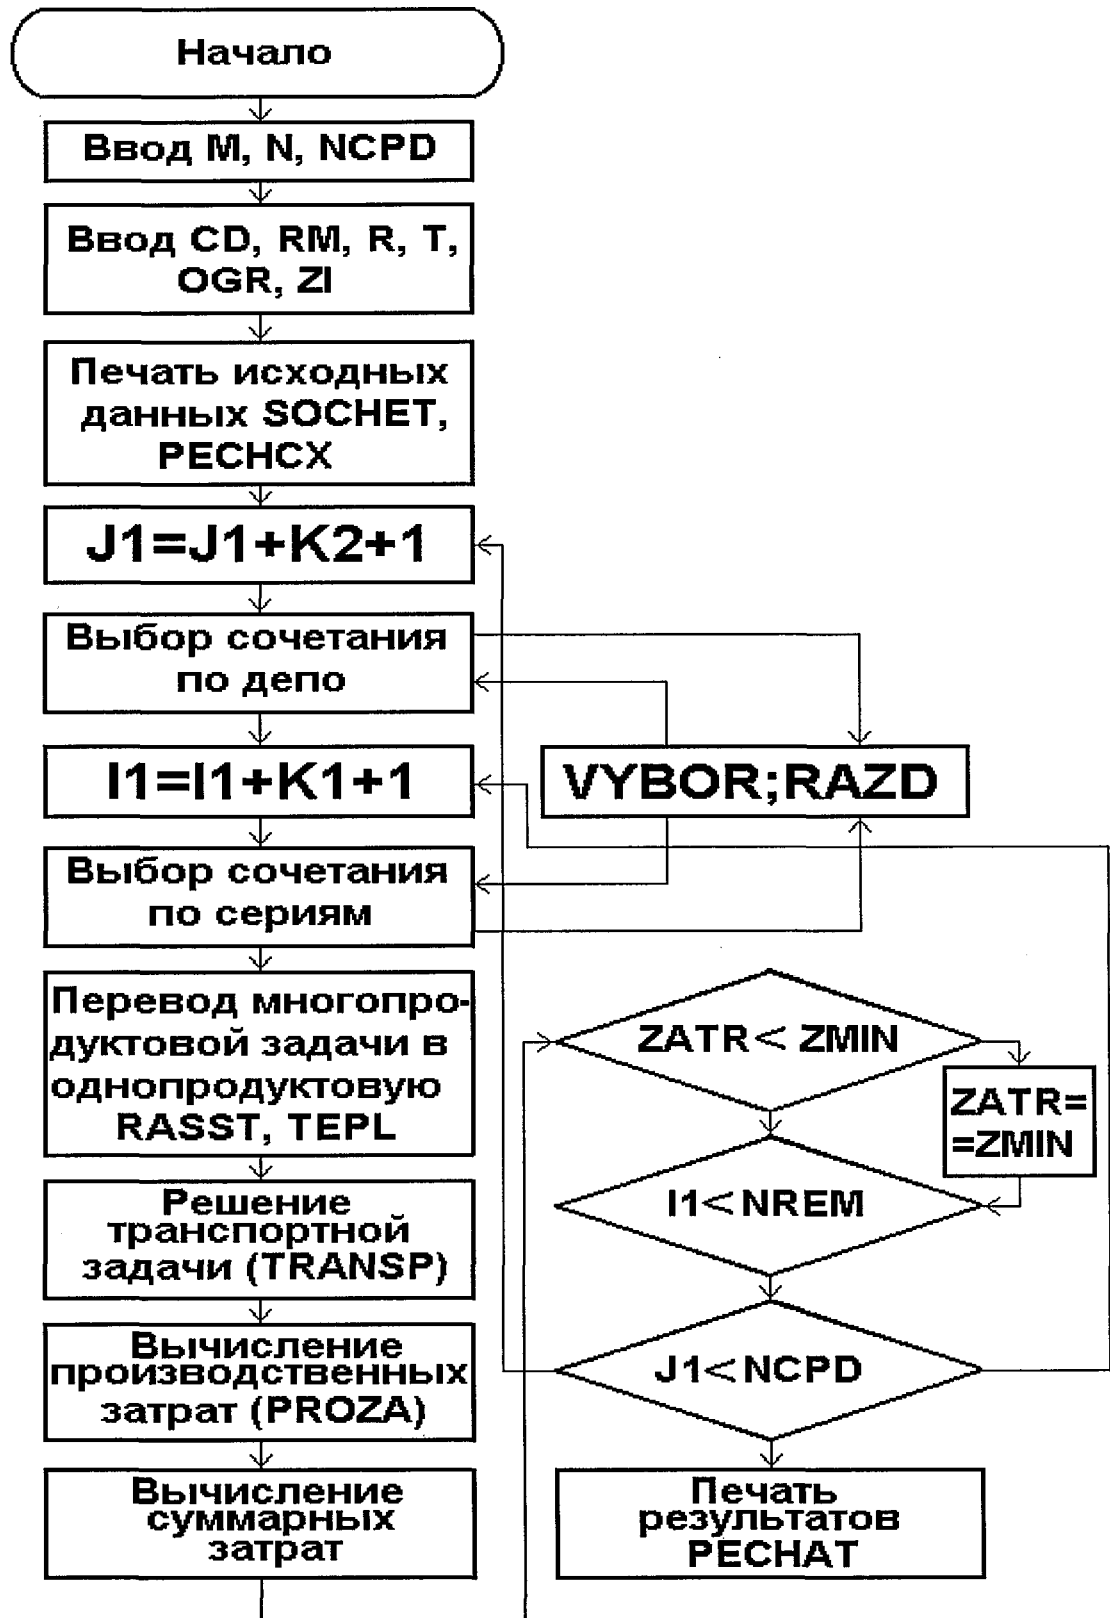 Начало
Ввод M, N, NCPD
Ввод CD, RM, R, T,
OGR, ZI
Печать исходных
данных SOCHET,
PECHCX
J1=J1+K2+1
Выбор сочетания
по депо
I1=I1+K1+1
VYBOR;RAZD
Выбор сочетания
по сериям
Перевод многопро-
дуктовой задачи в
однопродуктовую
RASST, TEPL
Решение
транспортной
задачи (TRANSP)
Вычисление
производственных
затрат (PROZA)
Вычисление
суммарных
затрат
ZATR< ZMIN
ZATR=
=ZMIN
I1<NREM
J1<NCPD
Печать
результатов
PECHAT